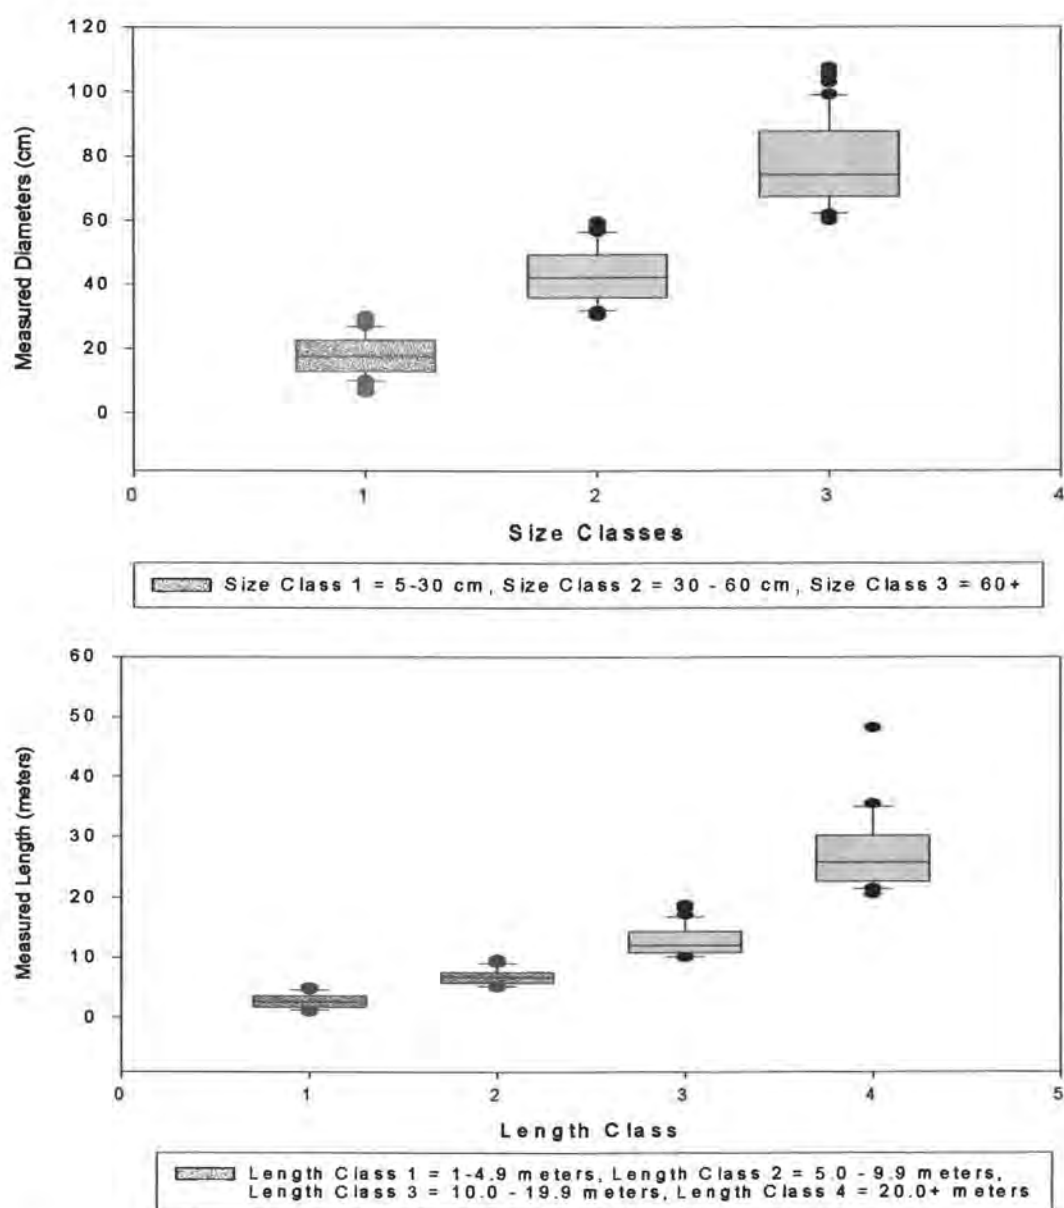 120
100
80
60
40
20
0
Measured Diameters (cm)
0 1 2 3 4
Size Classes
Size Class 1 = 5-30 cm, Size Class 2 = 30 -60 cm, Size Class 3 = 60+
60
50
40
30
20
10
0
Measured Length (meters)
0 1 2 3 4 5
Length Class
Length Class 1 = 1-4.9 meters, Length Class 2 = 5.0 -9.9 meters,
Length Class 3 = 10.0 - 19.9 meters, Length Class 4 = 20.0+ meters